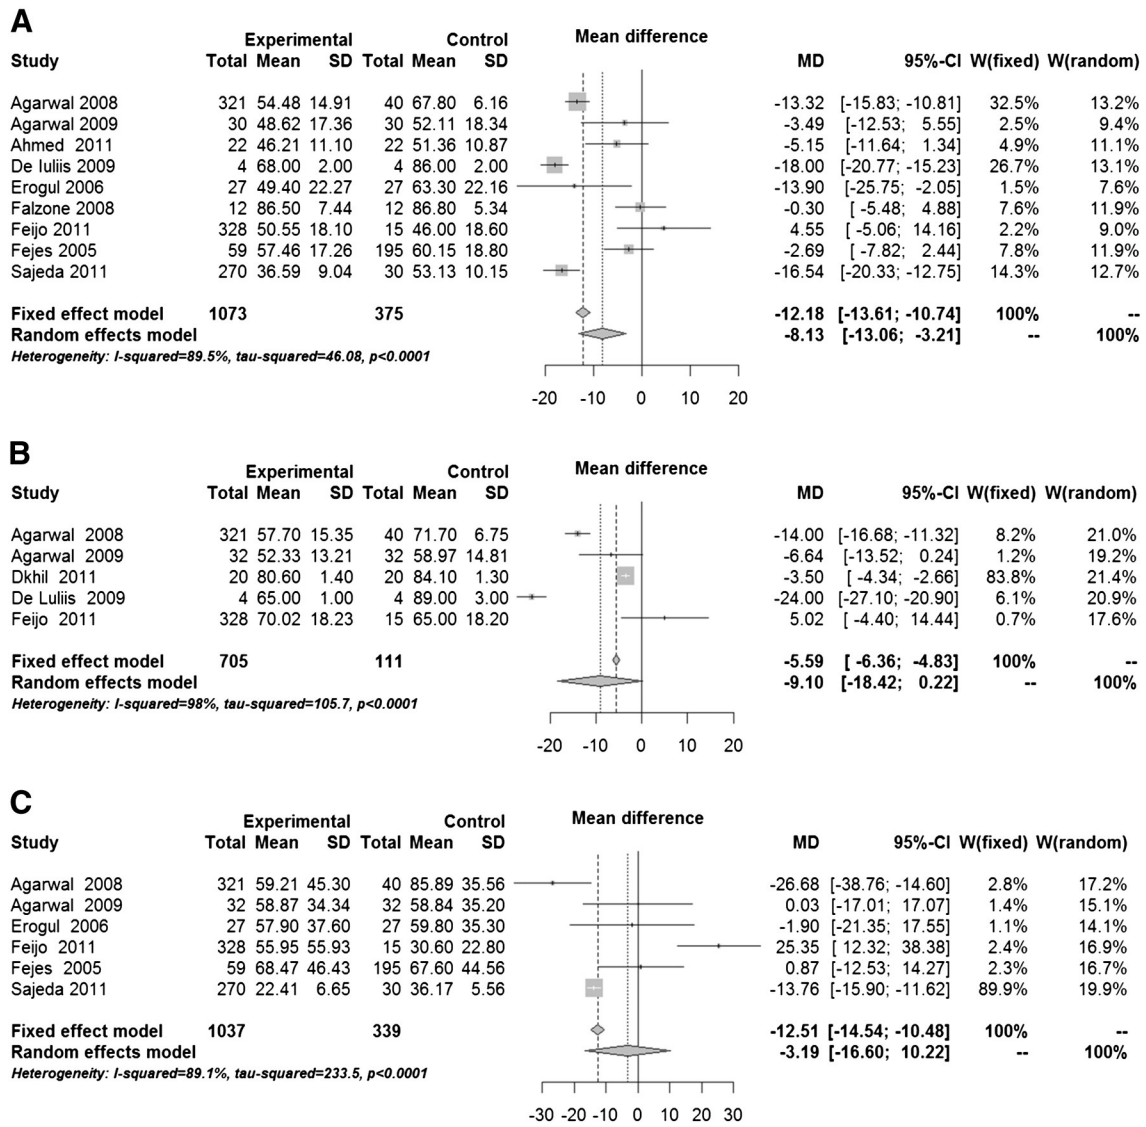 A
Experimental Control Mean difference
Study Total Mean SD Total Mean SD MD 95%-CI W(fixed) W(random)
Agarwal 2008 321 54.48 14.91 40 67.80 6.16 -13.32 [-15.83; -10.81] 32.5% 13.2%
Agarwal 2009 30 48.62 17.36 30 52.11 18.34 -3.49 [-12.53; 5.55] 2.5% 9.4%
Ahmed 2011 22 46.21 11.10 22 51.36 10.87 -5.15 [-11.64; 1.34] 4.9% 11.1%
De Iuliis 2009 4 68.00 2.00 4 86.00 2.00 -18.00 [-20.77; -15.23] 26.7% 13.1%
Erogul 2006 27 49.40 22.27 27 63.30 22.16 -13.90 [-25.75; -2.05] 1.5% 7.6%
Falzone 2008 12 86.50 7.44 12 86.80 5.34 -0.30 [ -5.48; 4.88] 7.6% 11.9%
Feijo 2011 328 50.55 18.10 15 46.00 18.60 4.55 [ -5.06; 14.16] 2.2% 9.0%
Fejes 2005 59 57.46 17.26 195 60.15 18.80 -2.69 [ -7.82; 2.44] 7.8% 11.9%
Sajeda 2011 270 36.59 9.04 30 53.13 10.15 -16.54 [-20.33; -12.75] 14.3% 12.7%
Fixed effect model 1073 375 -12.18 [-13.61; -10.74] 100% --
Random effects model -8.13 [-13.06; -3.21] -- 100%
Heterogeneity: I-squared=89.5%, tau-squared=46.08, p<0.0001
-20 -10 0 10 20
B
Experimental Control Mean difference
Study Total Mean SD Total Mean SD MD 95%-CI W(fixed) W(random)
Agarwal 2008 321 57.70 15.35 40 71.70 6.75 -14.00 [-16.68; -11.32] 8.2% 21.0%
Agarwal 2009 32 52.33 13.21 32 58.97 14.81 -6.64 [-13.52; 0.24] 1.2% 19.2%
Dkhil 2011 20 80.60 1.40 20 84.10 1.30 -3.50 [ -4.34; -2.66] 83.8% 21.4%
De Luliis 2009 4 65.00 1.00 4 89.00 3.00 -24.00 [-27.10; -20.90] 6.1% 20.9%
Feijo 2011 328 70.02 18.23 15 65.00 18.20 5.02 [ -4.40; 14.44] 0.7% 17.6%
Fixed effect model 705 111 -5.59 [ -6.36; -4.83] 100% --
Random effects model -9.10 [-18.42; 0.22] -- 100%
Heterogeneity: I-squared=98%, tau-squared=105.7, p<0.0001
-20 -10 0 10 20
C
Experimental Control Mean difference
Study Total Mean SD Total Mean SD MD 95%-CI W(fixed) W(random)
Agarwal 2008 321 59.21 45.30 40 85.89 35.56 -26.68 [-38.76; -14.60] 2.8% 17.2%
Agarwal 2009 32 58.87 34.34 32 58.84 35.20 0.03 [-17.01; 17.07] 1.4% 15.1%
Erogul 2006 27 57.90 37.60 27 59.80 35.30 -1.90 [-21.35; 17.55] 1.1% 14.1%
Feijo 2011 328 55.95 55.93 15 30.60 22.80 25.35 [ 12.32; 38.38] 2.4% 16.9%
Fejes 2005 59 68.47 46.43 195 67.60 44.56 0.87 [-12.53; 14.27] 2.3% 16.7%
Sajeda 2011 270 22.41 6.65 30 36.17 5.56 -13.76 [-15.90; -11.62] 89.9% 19.9%
Fixed effect model 1037 339 -12.51 [-14.54; -10.48] 100% --
Random effects model -3.19 [-16.60; 10.22] -- 100%
Heterogeneity: I-squared=89.1%, tau-squared=233.5, p<0.0001
-30 -20 -10 0 10 20 30